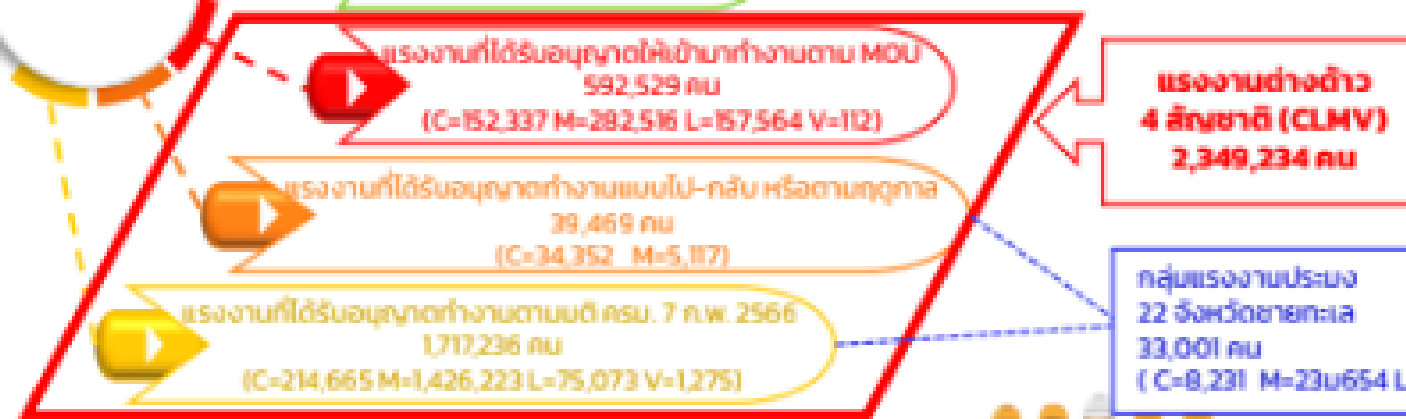 แรงงานที่ได้รับอนุญาตให้เข้ามาทำงานตาม MOU
592,529 คน
(C=152,337 M=282,516 L=157,564 V=112)
แรงงานต่างด้าว
4 สัญชาติ (CLMV)
2,349,234 คน
แรงงานที่ได้รับอนุญาตทำงานแบบไป-กลับ หรือตามฤดูกาล
39,469 คน
(C=34,352 M=5,117)
แรงงานที่ได้รับอนุญาตทำงานตามมติ ครม. 7 ก.พ. 2566
1,717,236 คน
(C=214,665 M=1,426,223 L=75,073 V=1,275)
กลุ่มแรงงานประมง
22 จังหวัดชายทะเล
33,001 คน
( C=8,231 M=23บ654 L